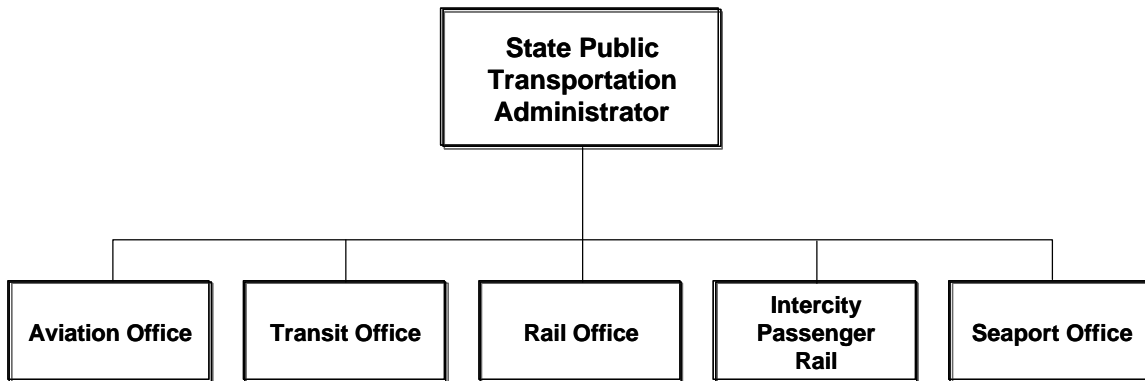 State Public
Transportation
Administrator
Aviation Office
Transit Office
Rail Office
Intercity
Passenger
Rail
Seaport Office